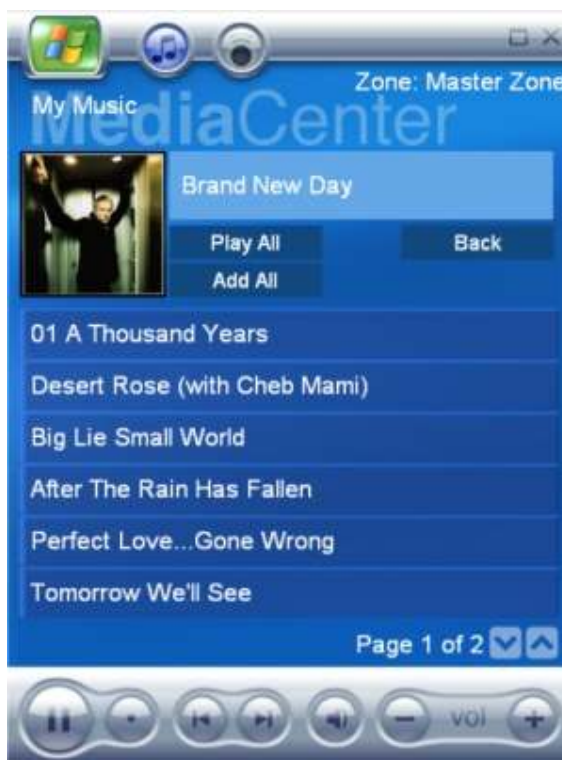 Zone: Master Zone
My Music
MediaCenter
Brand New Day
Play All
Back
Add All
01 A Thousand Years
Desert Rose (with Cheb Mami)
Big Lie Small World
After The Rain Has Fallen
Perfect Love...Gone Wrong
Tomorrow We'll See
Page 1 of 2
vol